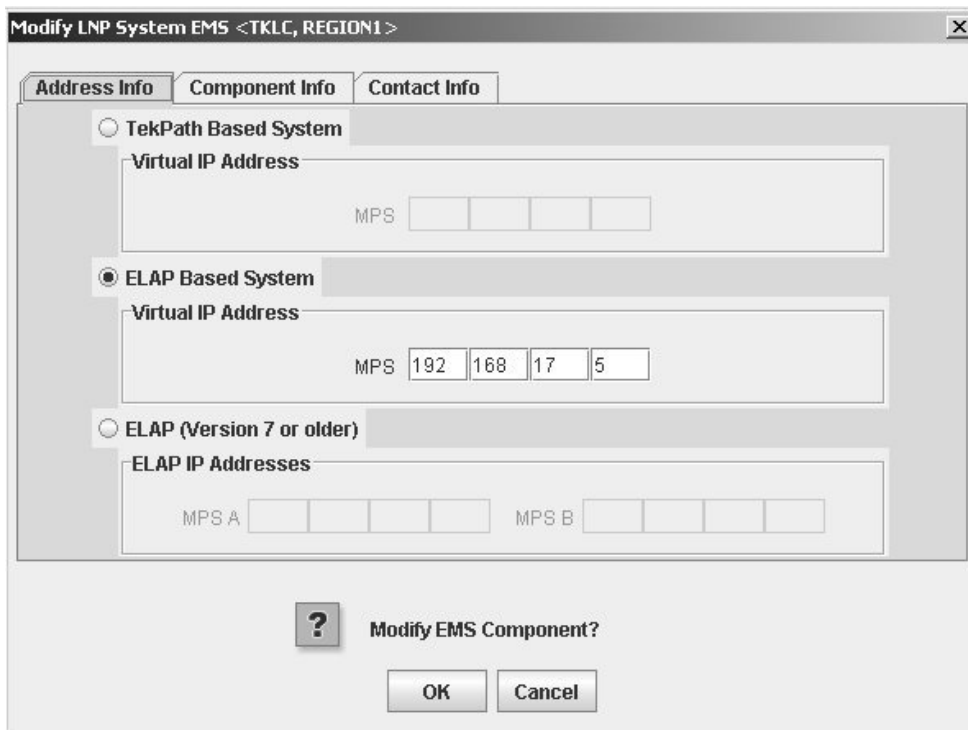 Modify LNP System EMS <TKLC, REGION1>
Address Info Component Info Contact Info
TekPath Based System
Virtual IP Address
MPS
ELAP Based System
Virtual IP Address
MPS 192 168 17 5
ELAP (Version 7 or older)
ELAP IP Addresses
MPS A MPS B
? Modify EMS Component?
OK Cancel